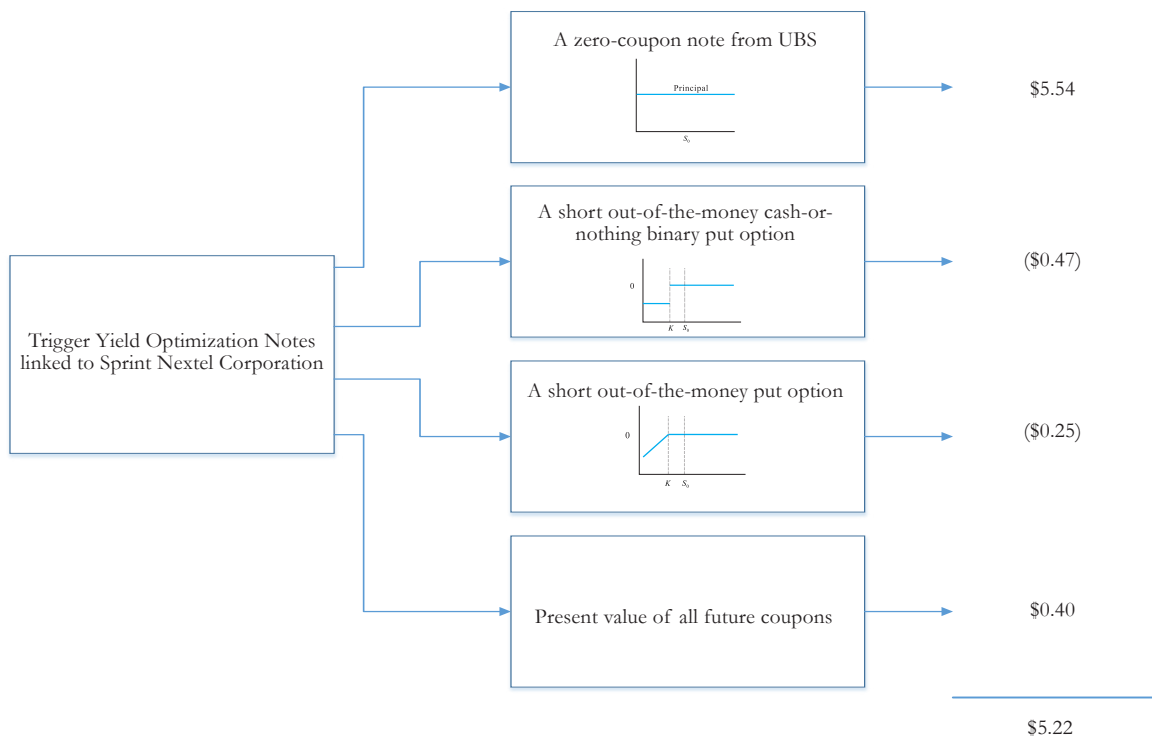 A zero-coupon note from UBS
Principal
S0
$5.54
A short out-of-the-money cash-or-
nothing binary put option
0
K S0
($0.47)
Trigger Yield Optimization Notes
linked to Sprint Nextel Corporation
A short out-of-the-money put option
0
K S0
($0.25)
Present value of all future coupons
$0.40
$5.22